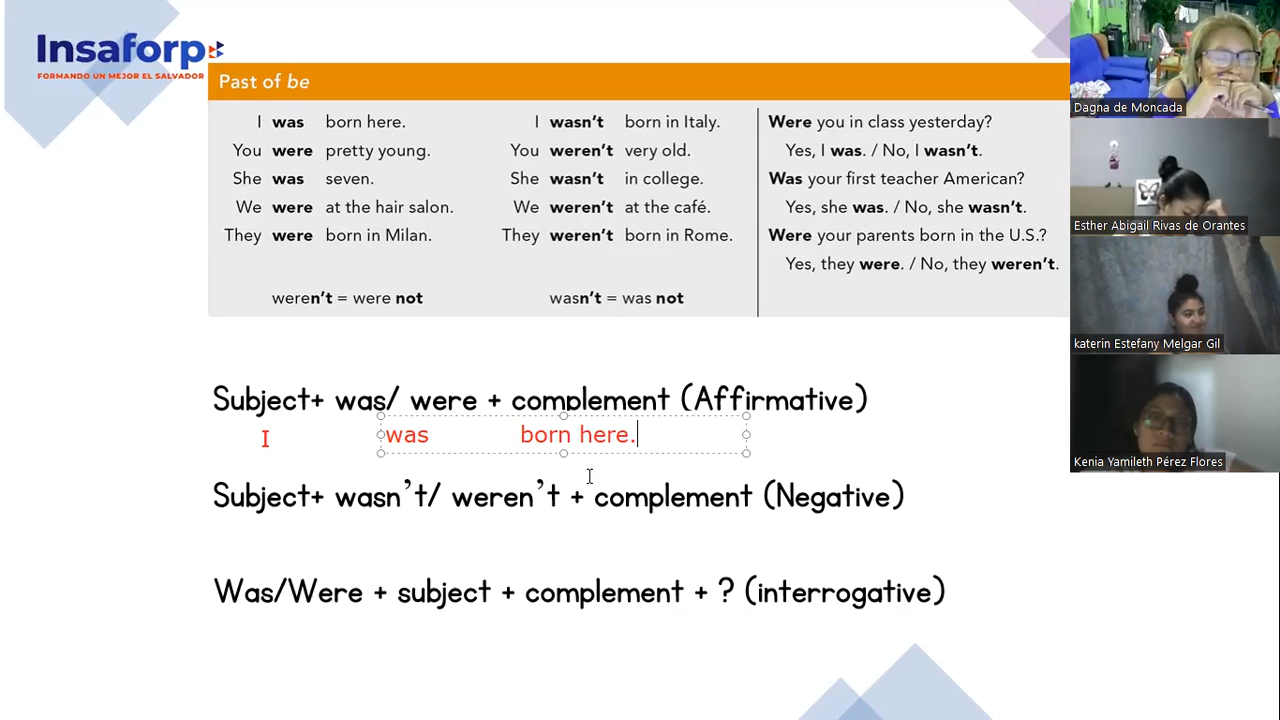 Insaforp
FORMANDO UN MEJOR EL SALVADOR
Past of be
I was born here.
You were pretty young.
She was seven.
We were at the hair salon.
They were born in Milan.
weren't = were not
I wasn't born in Italy.
You weren't very old.
She wasn't in college.
We weren't at the café.
They weren't born in Rome.
wasn't = was not
Were you in class yesterday?
Yes, I was. / No, I wasn't.
Was your first teacher American?
Yes, she was. / No, she wasn't.
Were your parents born in the U.S.?
Yes, they were. / No, they weren't.
Subject+ was/ were + complement (Affirmative)
I was born here.
Subject+ wasn't/ weren't + complement (Negative)
Was/Were + subject + complement + ? (interrogative)
Dagna de Moncada
Esther Abigail Rivas de Orantes
katerin Estefany Melgar Gil
Kenia Yamileth Pérez Flores